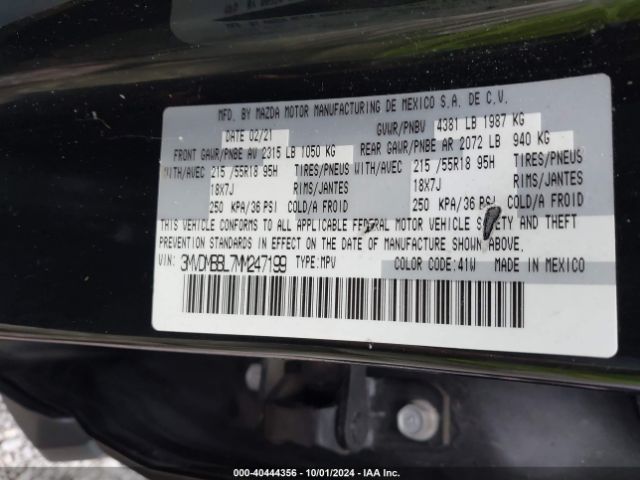 MFD. BY MAZDA MOTOR MANUFACTURING DE MEXICO S.A. DE C.V.
DATE 02/21 GVWR/PNBV 4381 LB 1987 KG
FRONT GAWR/PNBE AV 2315 LB 1050 KG REAR GAWR/PNBE AR 2072 LB 940 KG
WITH/AVEC 215 /55R18 95H TIRES/PNEUS WITH/AVEC 215 /55R18 95H TIRES/PNEUS
18X7J RIMS/JANTES 18X7J RIMS/JANTES
250 KPA/36 PSI COLD/A FROID 250 KPA/36 PSI COLD/A FROID
THIS VEHICLE CONFORMS TO ALL APPLICABLE FEDERAL MOTOR VEHICLE SAFETY AND THEFT
PREVENTION STANDARDS IN EFFECT ON THE DATE OF MANUFACTURE SHOWN ABOVE.
VIN: 3MVDMBBL7MM247199 TYPE: MPV COLOR CODE: 41W MADE IN MEXICO
000-40444356 - 10/01/2024 - IAA Inc.